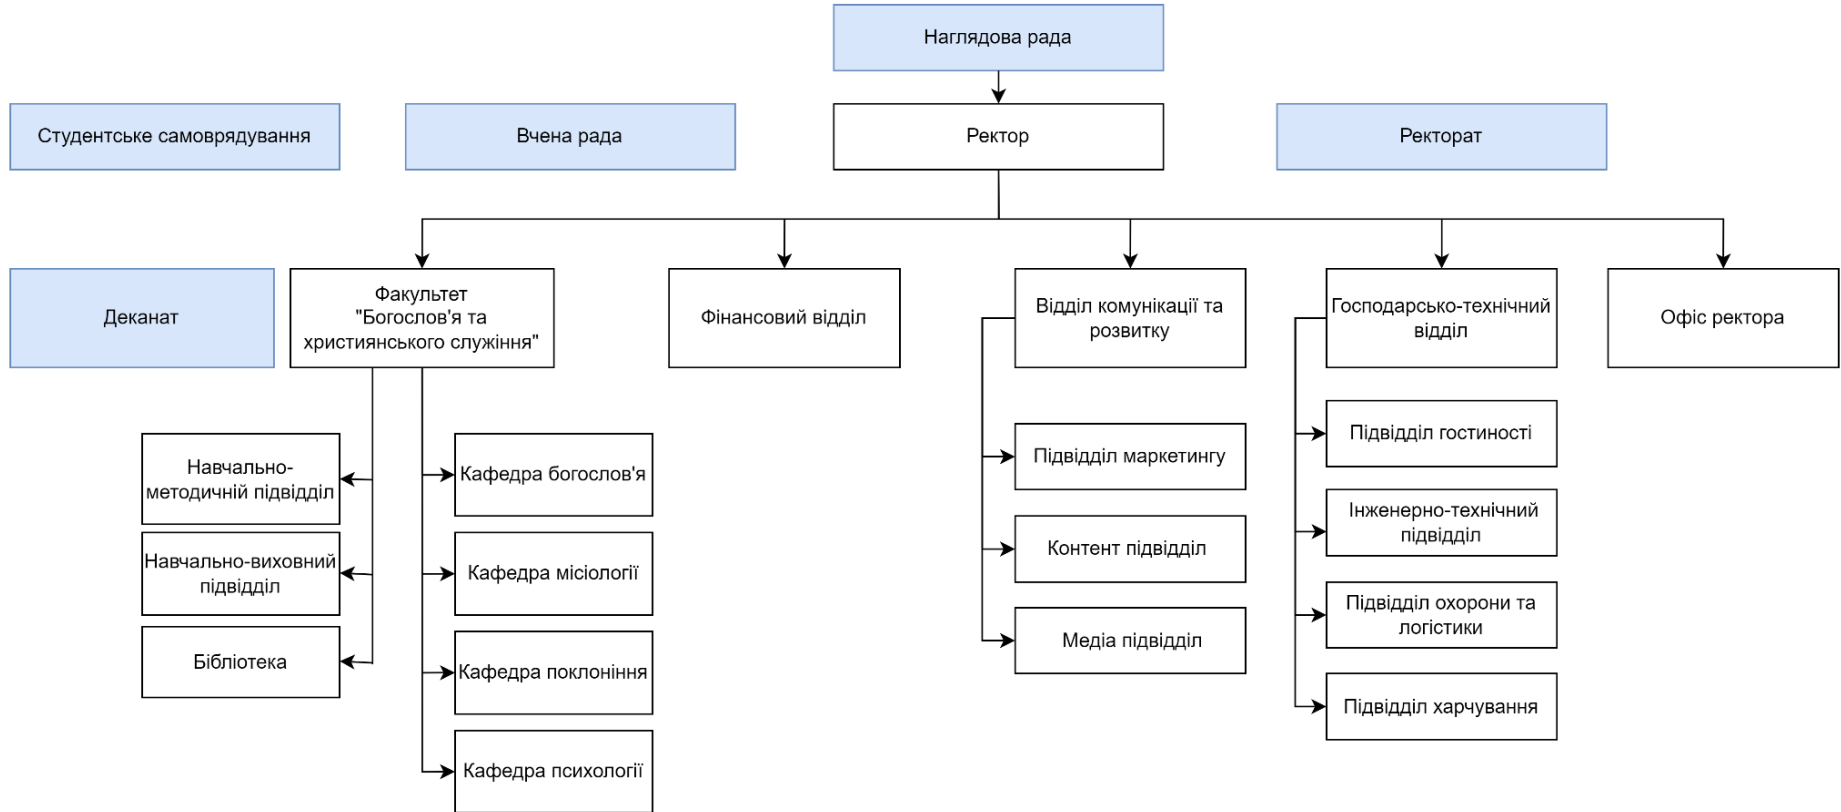 Наглядова рада
Студентське самоврядування
Вчена рада
Ректор
Ректорат
Деканат
Факультет
"Богослов'я та
християнського служіння"
Фінансовий відділ
Відділ комунікації та
розвитку
Господарсько-технічний
відділ
Офіс ректора
Навчально-
методичній підвідділ
Навчально-виховний
підвідділ
Бібліотека
Кафедра богослов'я
Кафедра місіології
Кафедра поклоніння
Кафедра психології
Підвідділ маркетингу
Контент підвідділ
Медіа підвідділ
Підвідділ гостиності
Інженерно-технічний
підвідділ
Підвідділ охорони та
логістики
Підвідділ харчування